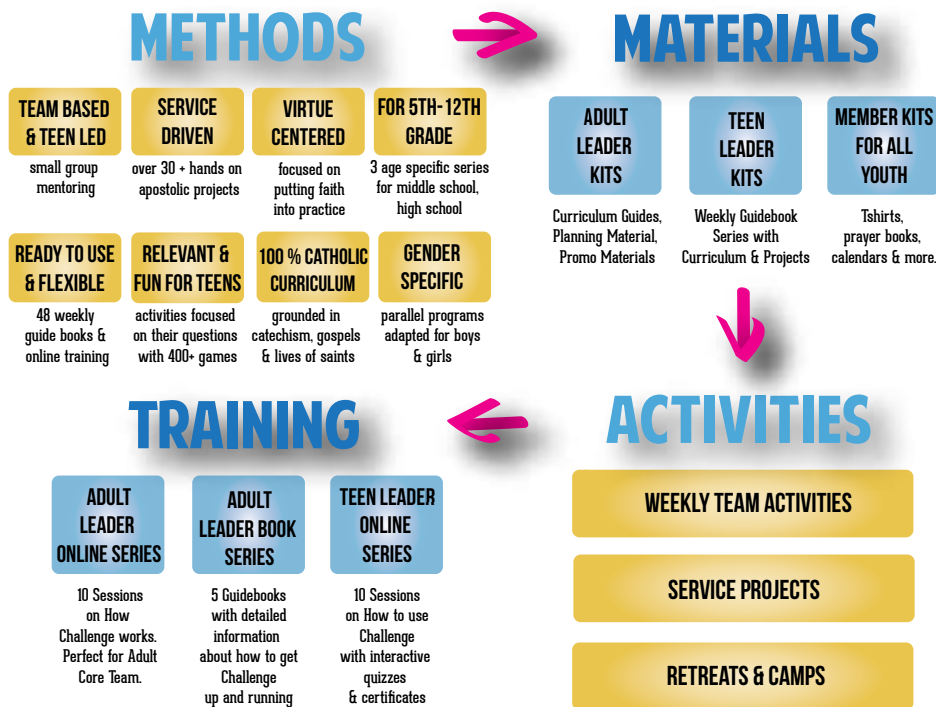 METHODS
TEAM BASED
& TEEN LED
small group
mentoring
SERVICE
DRIVEN
over 30 + hands on
apostolic projects
VIRTUE
CENTERED
focused on
putting faith
into practice
FOR 5TH- 12TH
GRADE
3 age specific series
for middle school,
high school
READY TO USE
& FLEXIBLE
48 weekly
guide books &
online training
RELEVANT &
FUN FOR TEENS
activities focused
on their questions
with 400+ games
100 % CATHOLIC
CURRICULUM
grounded in
catechism, gospels
& lives of saints
GENDER
SPECIFIC
parallel programs
adapted for boys
& girls
MATERIALS
ADULT
LEADER
KITS
Curriculum Guides,
Planning Material,
Promo Materials
TEEN
LEADER
KITS
Weekly Guidebook
Series with
Curriculum & Projects
MEMBER KITS
FOR ALL
YOUTH
Tshirts,
prayer books,
calendars & more.
ACTIVITIES
WEEKLY TEAM ACTIVITIES
SERVICE PROJECTS
RETREATS & CAMPS
TRAINING
ADULT
LEADER
ONLINE SERIES
10 Sessions
on How
Challenge works.
Perfect for Adult
Core Team.
ADULT
LEADER BOOK
SERIES
5 Guidebooks
with detailed
information
about how to get
Challenge
up and running
TEEN LEADER
ONLINE
SERIES
10 Sessions
on How to use
Challenge
with interactive
quizzes
& certificates